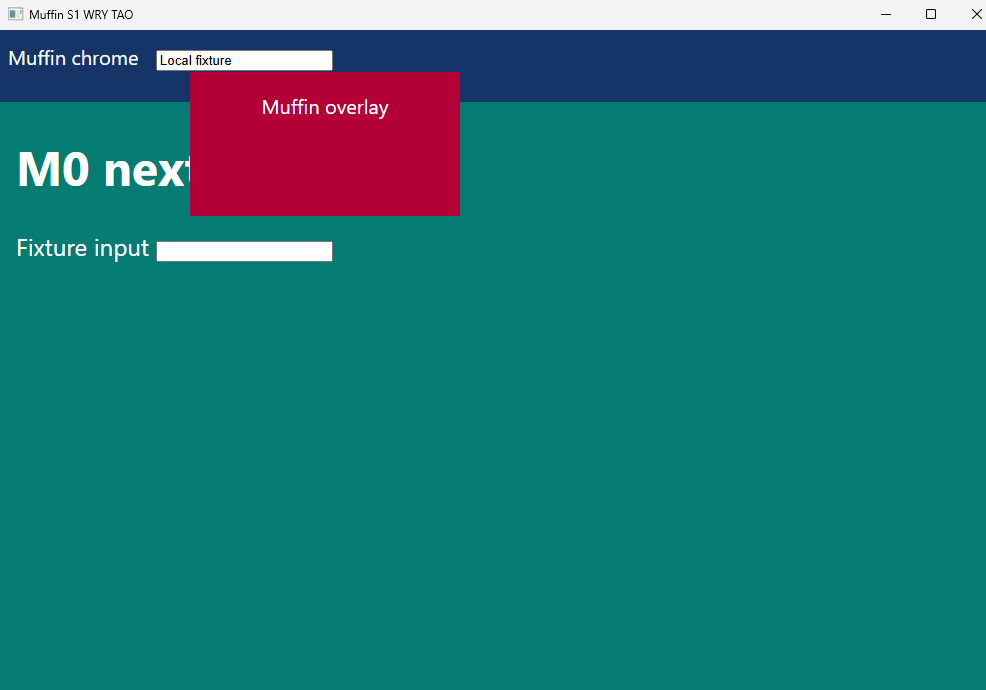 Muffin S1 WRY TAO
Muffin chrome Local fixture
Muffin overlay
M0 next
Fixture input